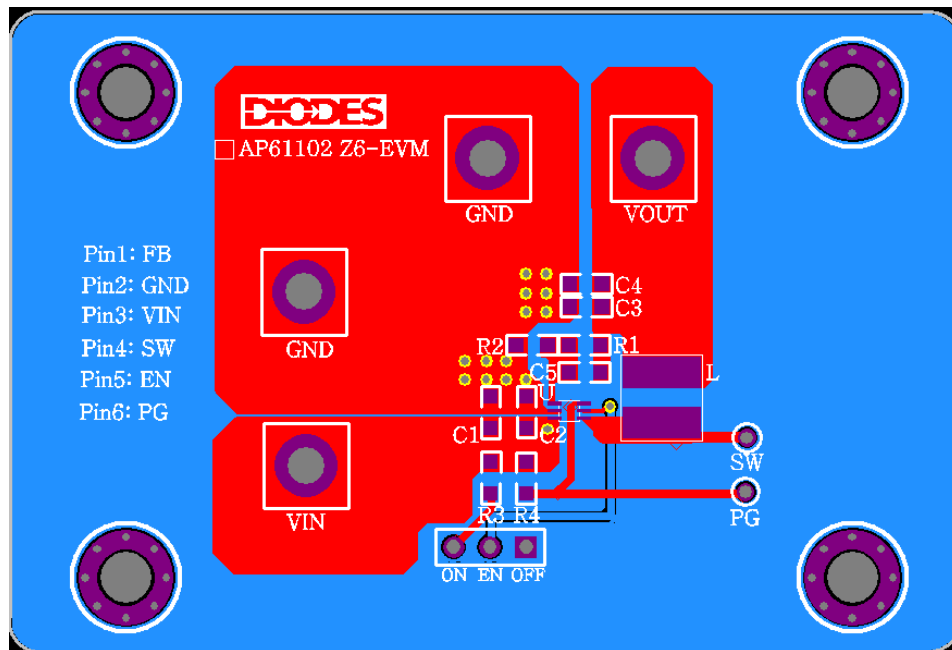 DIODES
AP61102 Z6-EVM
GND
VOUT
Pin1: FB
Pin2: GND
Pin3: VIN
Pin4: SW
Pin5: EN
Pin6: PG
GND
C4
C3
R2
R1
C5
L
U
C1
C2
SW
VIN
R3
R4
PG
ON EN OFF